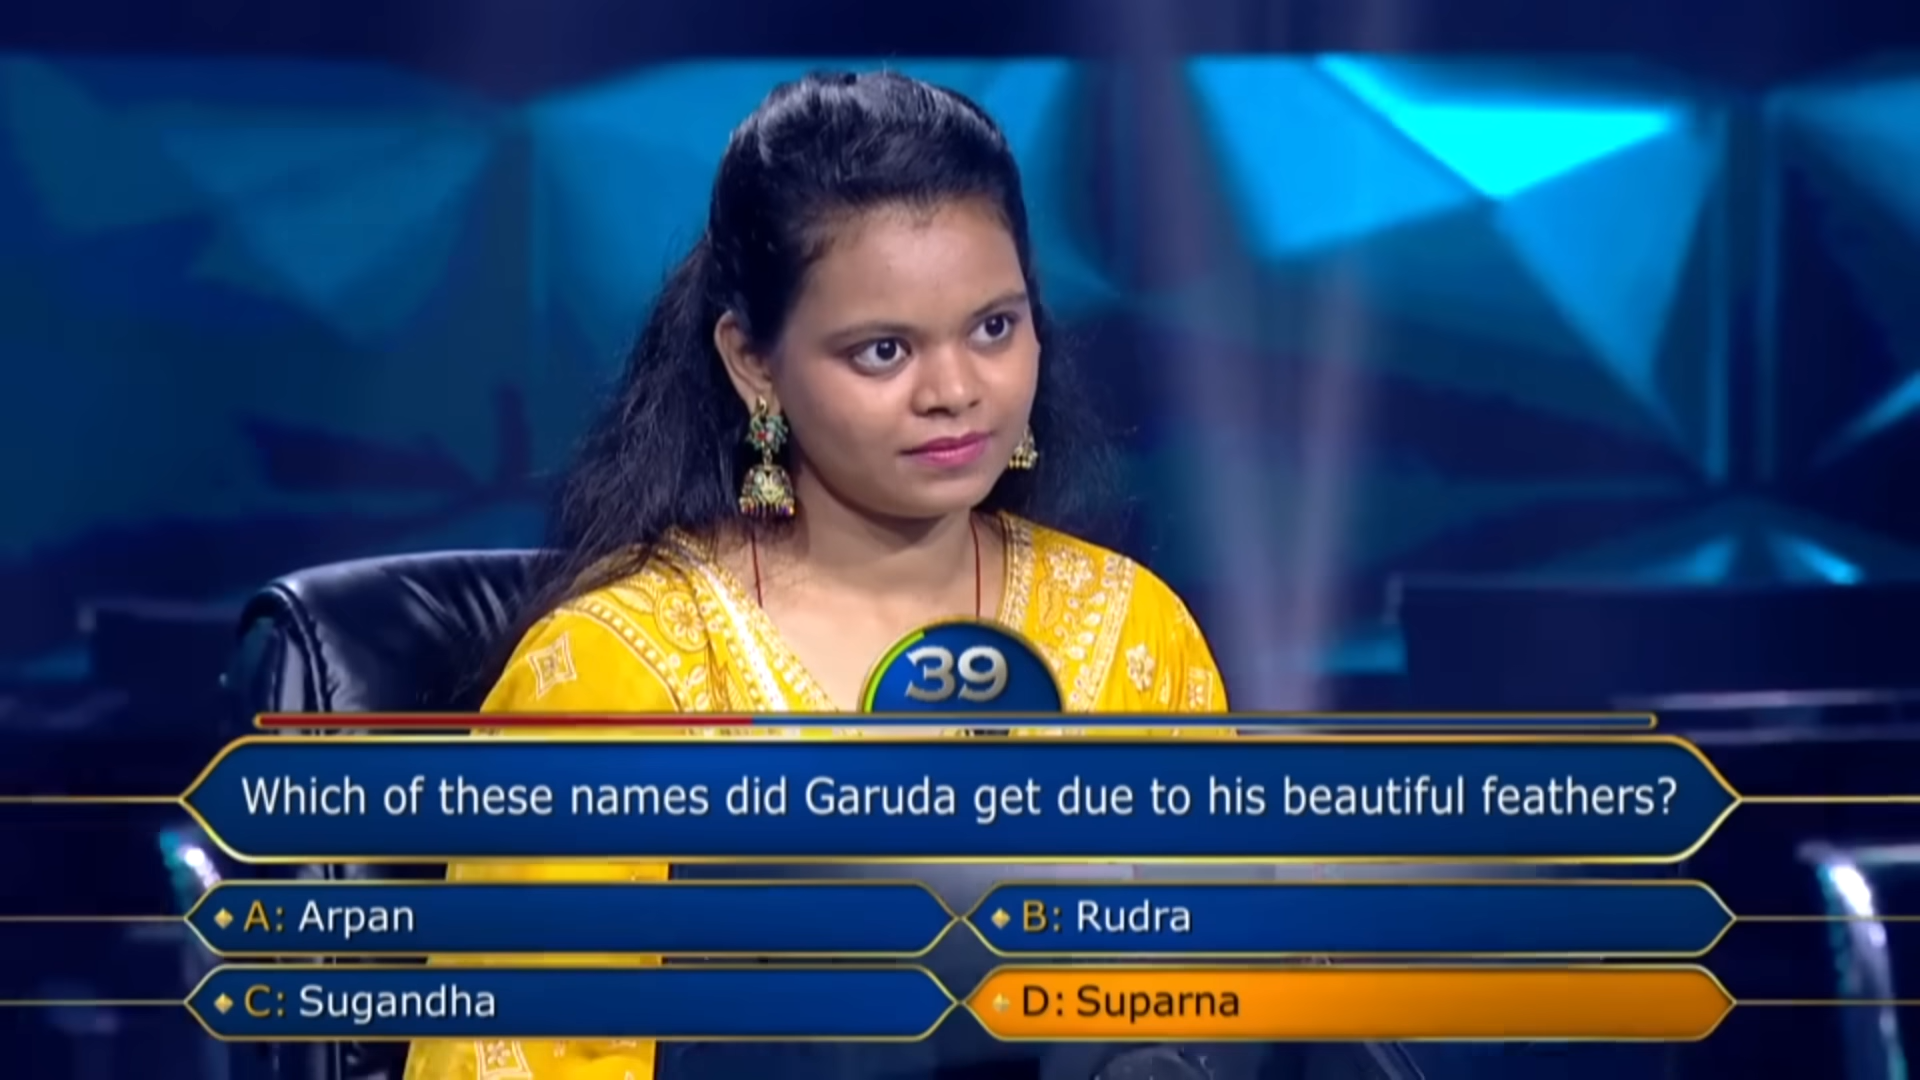 39
Which of these names did Garuda get due to his beautiful feathers?
A: Arpan
B: Rudra
C: Sugandha
D: Suparna